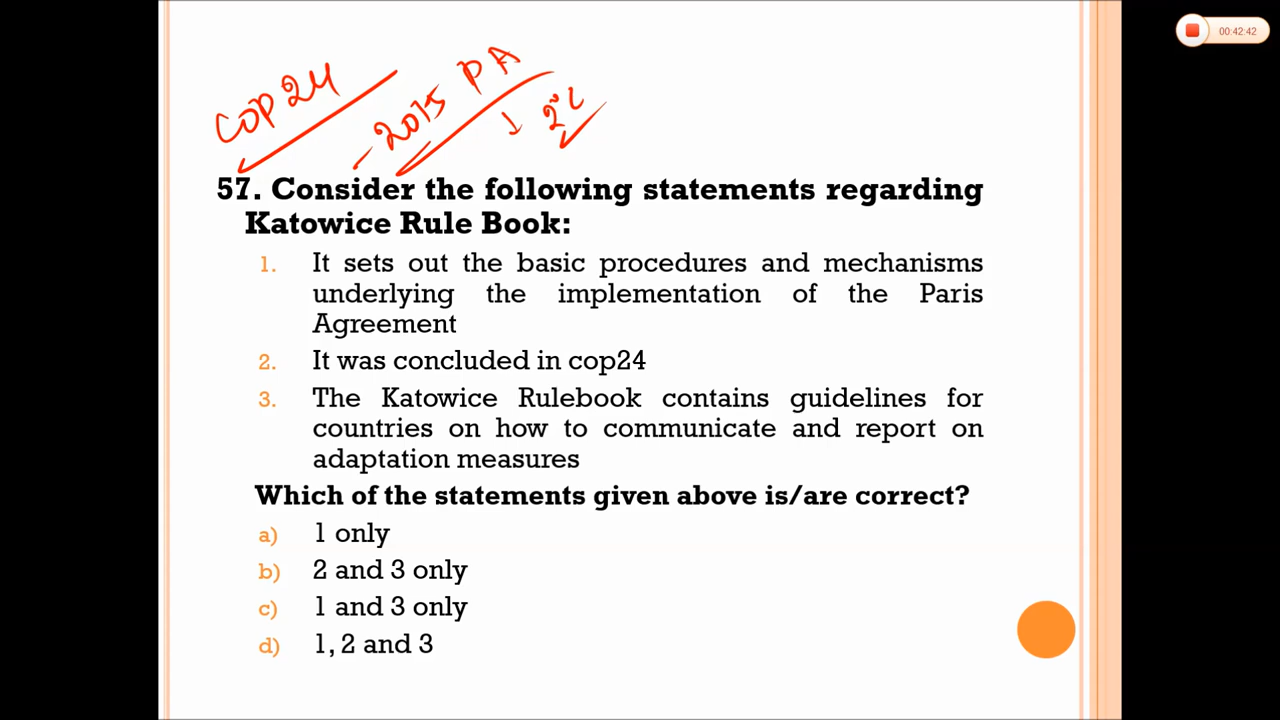 00:42:42
COP 24
- 2015 PA
↓ 2°C
57. Consider the following statements regarding
Katowice Rule Book:
1. It sets out the basic procedures and mechanisms
underlying the implementation of the Paris
Agreement
2. It was concluded in cop24
3. The Katowice Rulebook contains guidelines for
countries on how to communicate and report on
adaptation measures
Which of the statements given above is/are correct?
a) 1 only
b) 2 and 3 only
c) 1 and 3 only
d) 1, 2 and 3